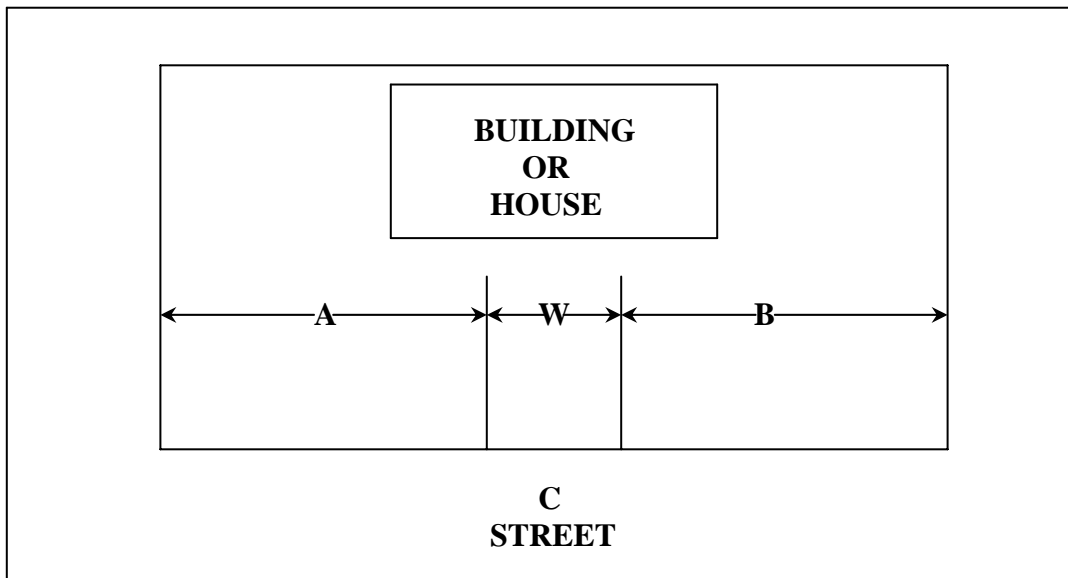 BUILDING
OR
HOUSE
A W B
C
STREET